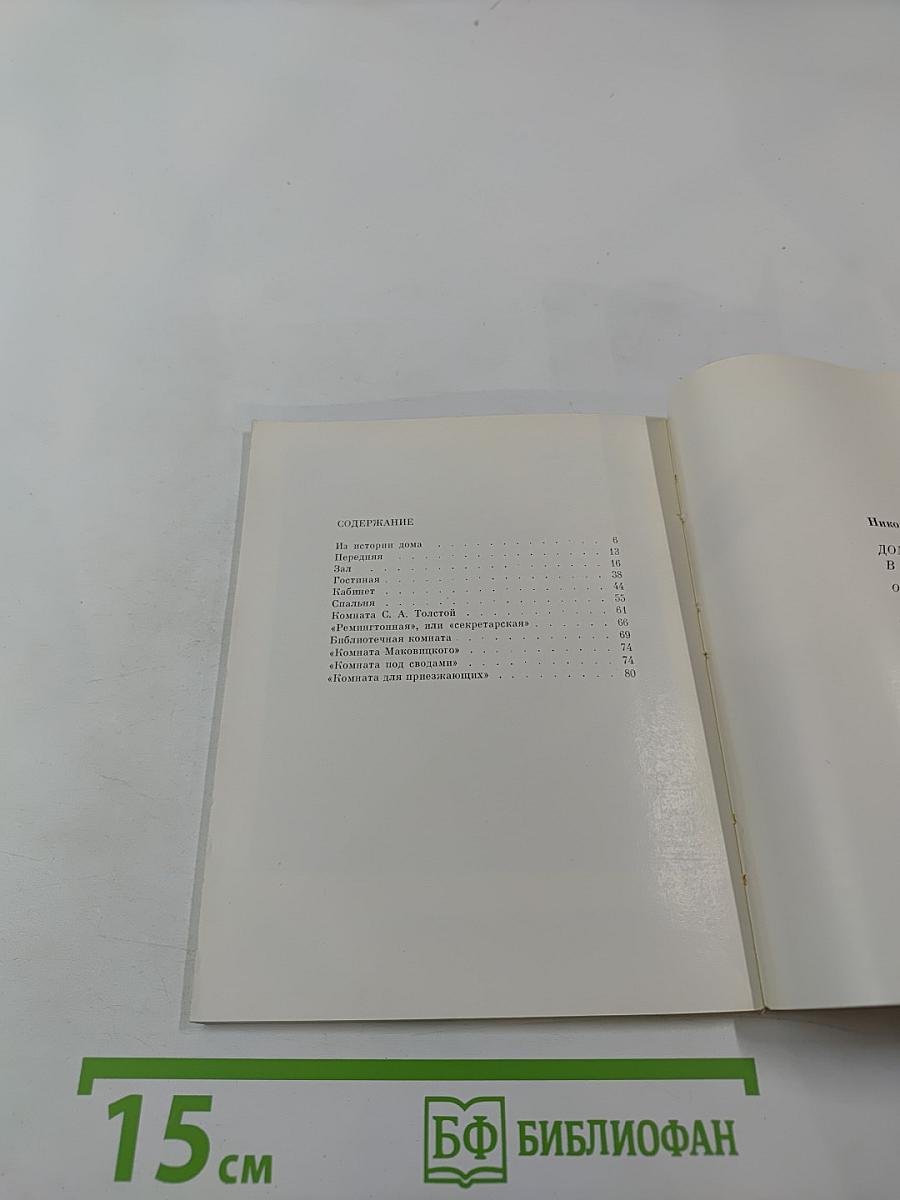 СОДЕРЖАНИЕ
Из истории дома . . . . . . . . . . . . 6
Передняя . . . . . . . . . . . . . . . 13
Зал . . . . . . . . . . . . . . . . . 16
Гостиная . . . . . . . . . . . . . . . 38
Кабинет . . . . . . . . . . . . . . . 44
Спальня . . . . . . . . . . . . . . . 55
Комната С. А. Толстой . . . . . . . . . . 61
«Ремингтонная», или «секретарская» . . . . . . 66
Библиотечная комната . . . . . . . . . . 69
«Комната Маковицкого» . . . . . . . . . . 74
«Комната под сводами» . . . . . . . . . . 74
«Комната для приезжающих» . . . . . . . . . 80
Нико
ДОМ
В
О
15 см
БФ БИБЛИОФАН